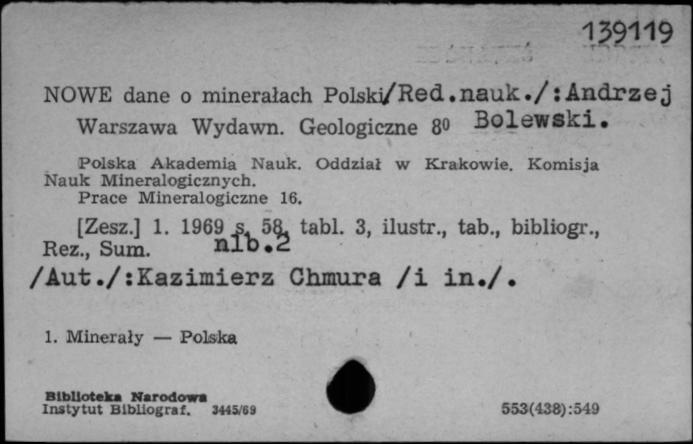 139119
NOWE dane o minerałach Polski/Red.nauk./:Andrzej
Warszawa Wydawn. Geologiczne 8⁰ Bolewski.
Polska Akademia Nauk. Oddział w Krakowie. Komisja
Nauk Mineralogicznych.
Prace Mineralogiczne 16.
[Zesz.] 1. 1969 s. 58, tabl. 3, ilustr., tab., bibliogr.,
Rez., Sum. nlb.2
/Aut./:Kazimierz Chmura /i in./.
1. Minerały — Polska
Biblioteka Narodowa
Instytut Bibliograf. 3445/69 553(438):549